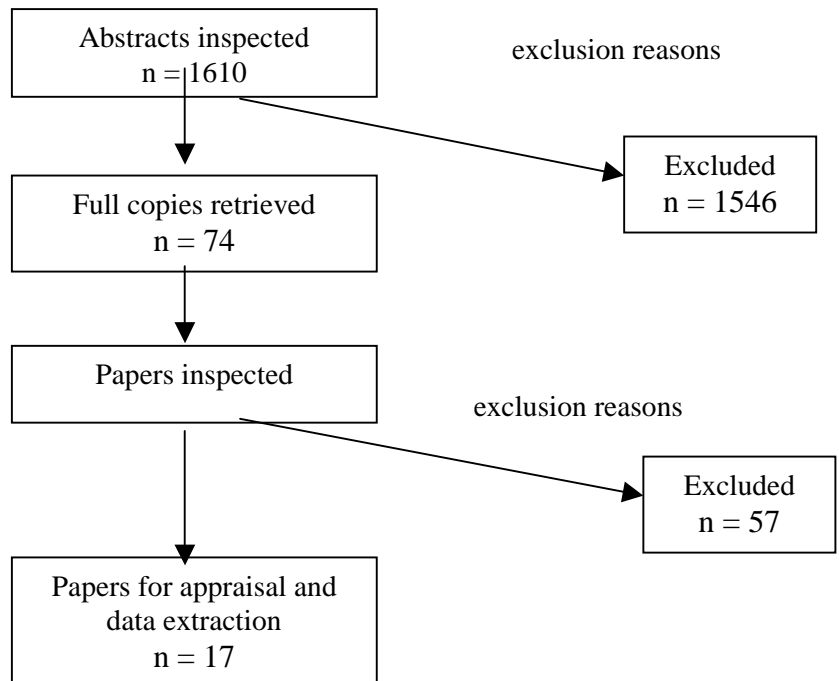 Abstracts inspected
n = 1610
exclusion reasons
Excluded
n = 1546
Full copies retrieved
n = 74
Papers inspected
exclusion reasons
Excluded
n = 57
Papers for appraisal and
data extraction
n = 17